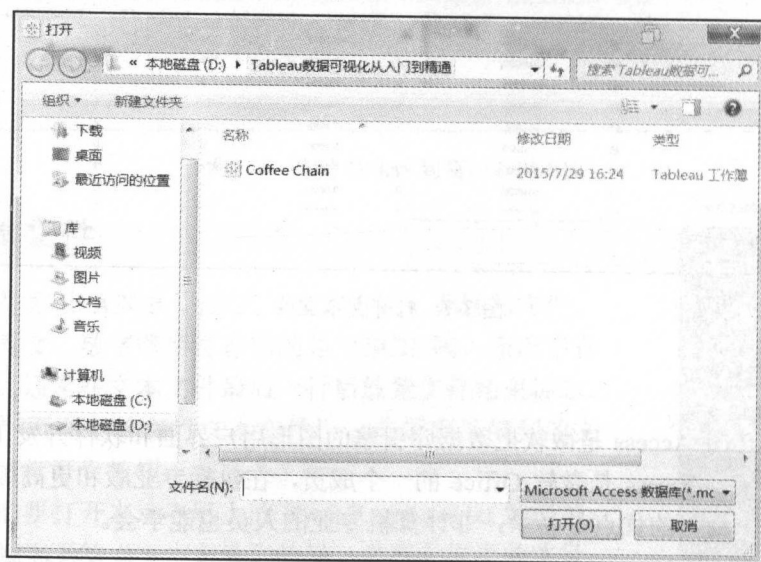 打开
« 本地磁盘 (D:) ▸ Tableau数据可视化从入门到精通
搜索 Tableau数据可...
组织 新建文件夹
下载
桌面
最近访问的位置
库
视频
图片
文档
音乐
计算机
本地磁盘 (C:)
本地磁盘 (D:)
名称 修改日期 类型
Coffee Chain 2015/7/29 16:24 Tableau 工作簿
文件名(N):
Microsoft Access 数据库(*.mc
打开(O) 取消